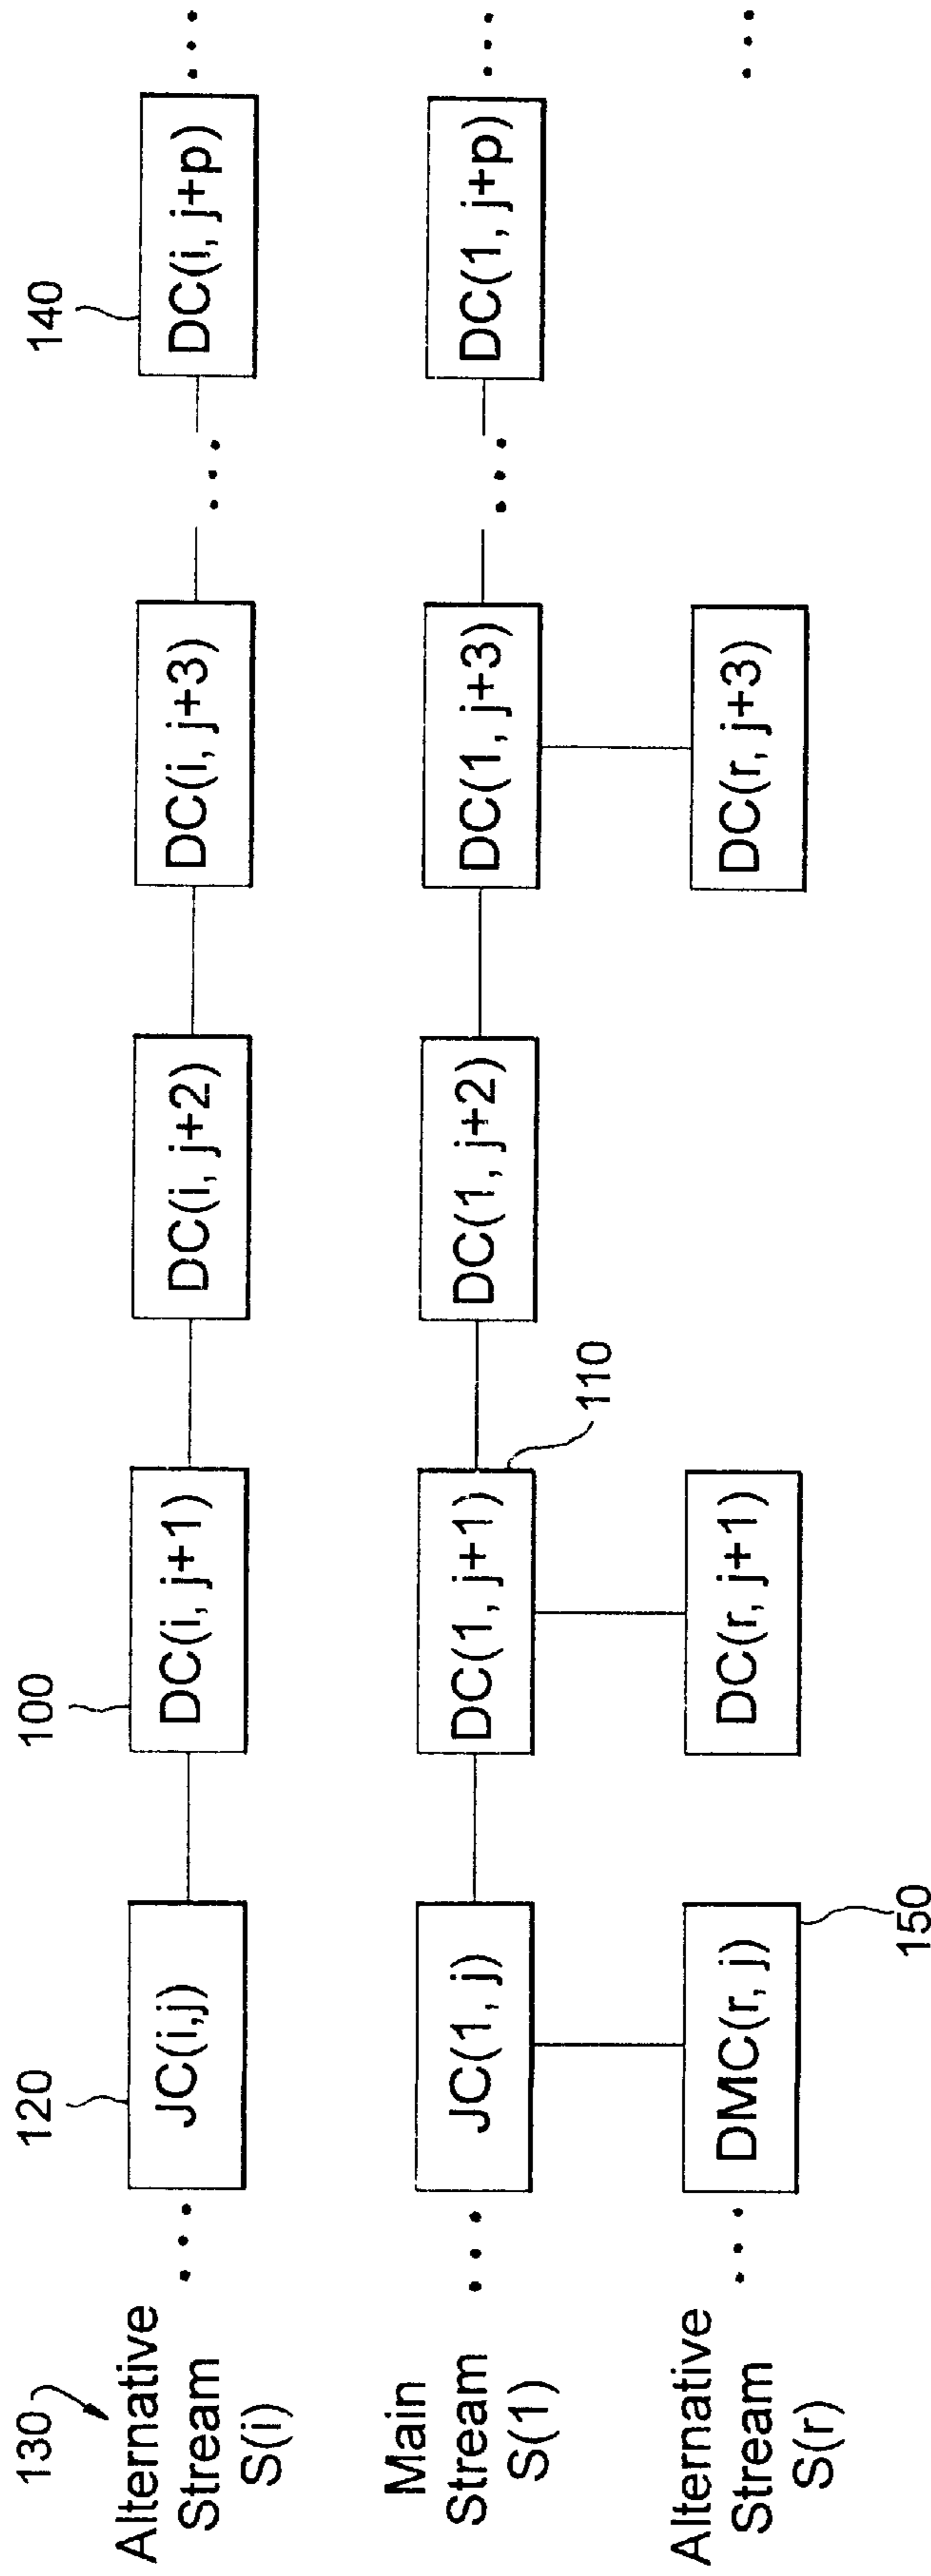 130
Alternative
Stream
S(i)
120
JC(i,j)
100
DC(i, j+1)
DC(i, j+2)
DC(i, j+3)
140
DC(i, j+p)
Main
Stream
S(1)
JC(1, j)
DC(1, j+1)
110
DC(1, j+2)
DC(1, j+3)
DC(1, j+p)
Alternative
Stream
S(r)
DMC(r, j)
150
DC(r, j+1)
DC(r, j+3)